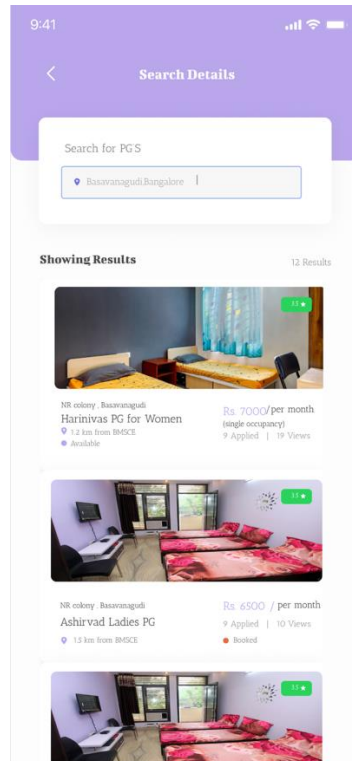 9:41
Search Details
Search for PG'S
Basavanagudi,Bangalore
Showing Results
12 Results
3.5 ★
NR colony , Basavanagudi
Harinivas PG for Women
1.2 km from BMSCE
Available
Rs. 7000/per month
(single occupancy)
9 Applied | 19 Views
3.5 ★
NR colony , Basavanagudi
Ashirvad Ladies PG
1.5 km from BMSCE
Rs. 6500 / per month
9 Applied | 10 Views
Booked
3.5 ★